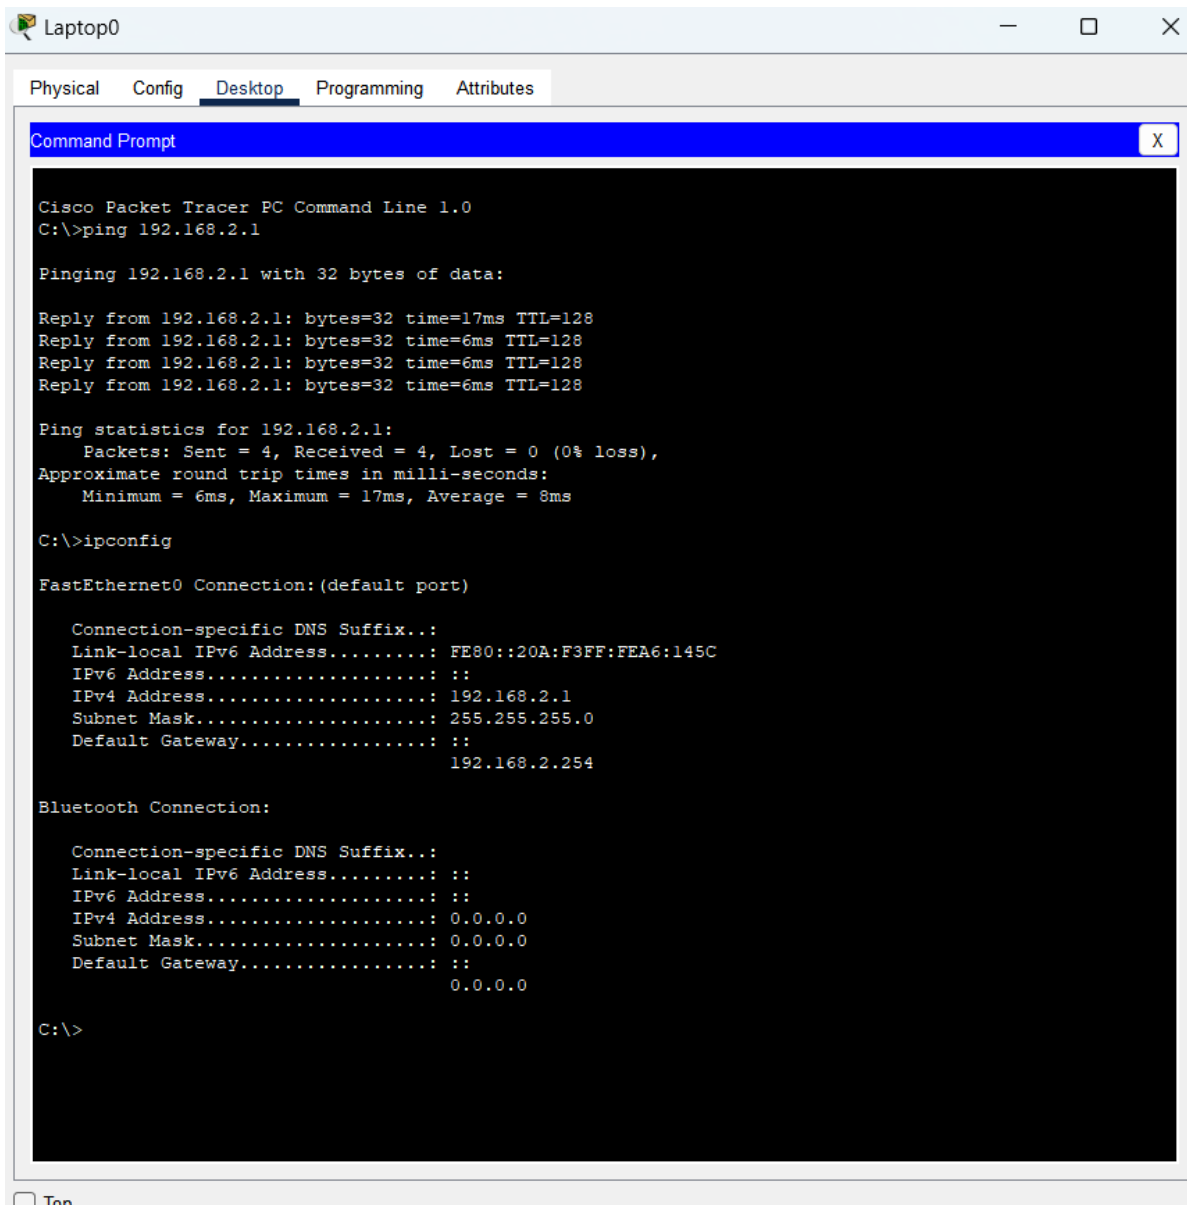 Laptop0
Physical Config Desktop Programming Attributes
Command Prompt X
Cisco Packet Tracer PC Command Line 1.0
C:\>ping 192.168.2.1
Pinging 192.168.2.1 with 32 bytes of data:
Reply from 192.168.2.1: bytes=32 time=17ms TTL=128
Reply from 192.168.2.1: bytes=32 time=6ms TTL=128
Reply from 192.168.2.1: bytes=32 time=6ms TTL=128
Reply from 192.168.2.1: bytes=32 time=6ms TTL=128
Ping statistics for 192.168.2.1:
    Packets: Sent = 4, Received = 4, Lost = 0 (0% loss),
Approximate round trip times in milli-seconds:
    Minimum = 6ms, Maximum = 17ms, Average = 8ms
C:\>ipconfig
FastEthernet0 Connection:(default port)
   Connection-specific DNS Suffix..:
   Link-local IPv6 Address.........: FE80::20A:F3FF:FEA6:145C
   IPv6 Address....................: ::
   IPv4 Address....................: 192.168.2.1
   Subnet Mask.....................: 255.255.255.0
   Default Gateway.................: ::
                                     192.168.2.254
Bluetooth Connection:
   Connection-specific DNS Suffix..:
   Link-local IPv6 Address.........: ::
   IPv6 Address....................: ::
   IPv4 Address....................: 0.0.0.0
   Subnet Mask.....................: 0.0.0.0
   Default Gateway.................: ::
                                     0.0.0.0
C:\>
Top